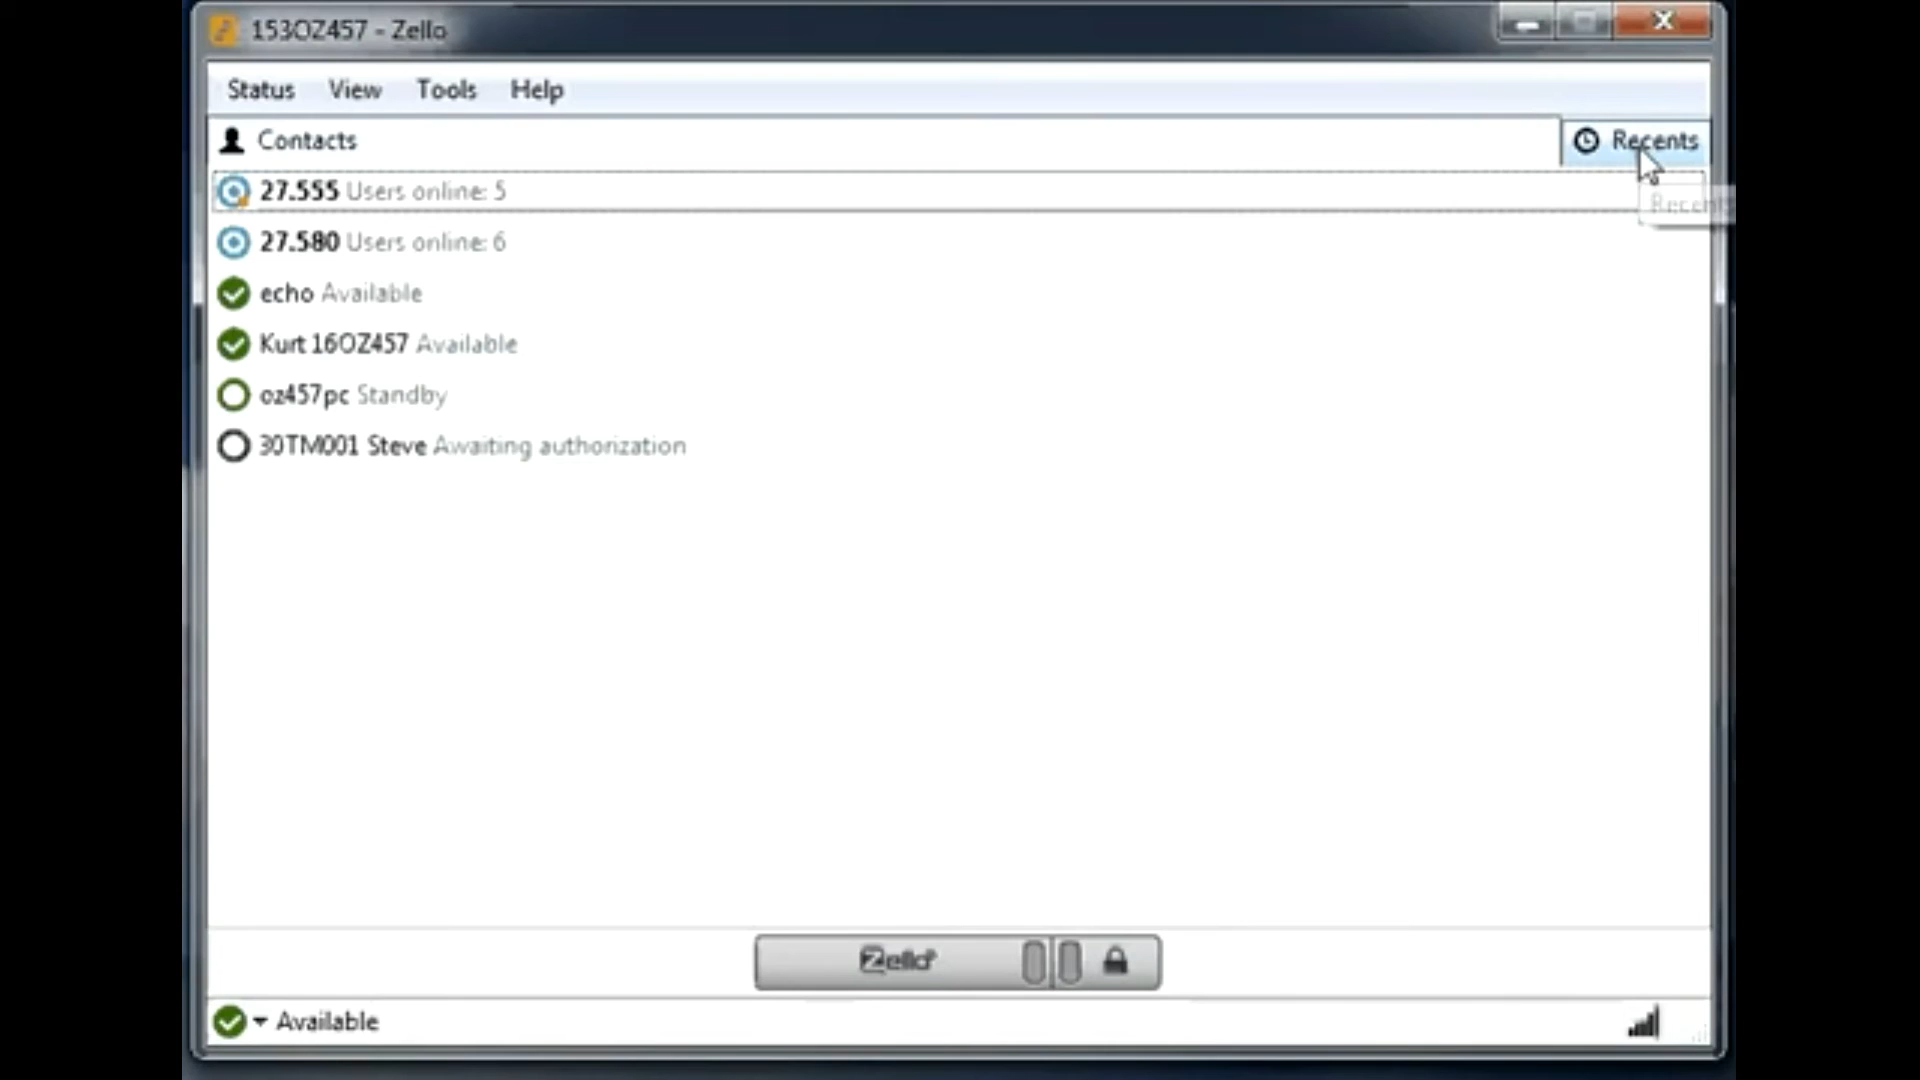 153OZ457 - Zello
Status View Tools Help
Contacts
Recents
Recents
27.555 Users online: 5
27.580 Users online: 6
echo Available
Kurt 16OZ457 Available
oz457pc Standby
30TM001 Steve Awaiting authorization
Zello
Available